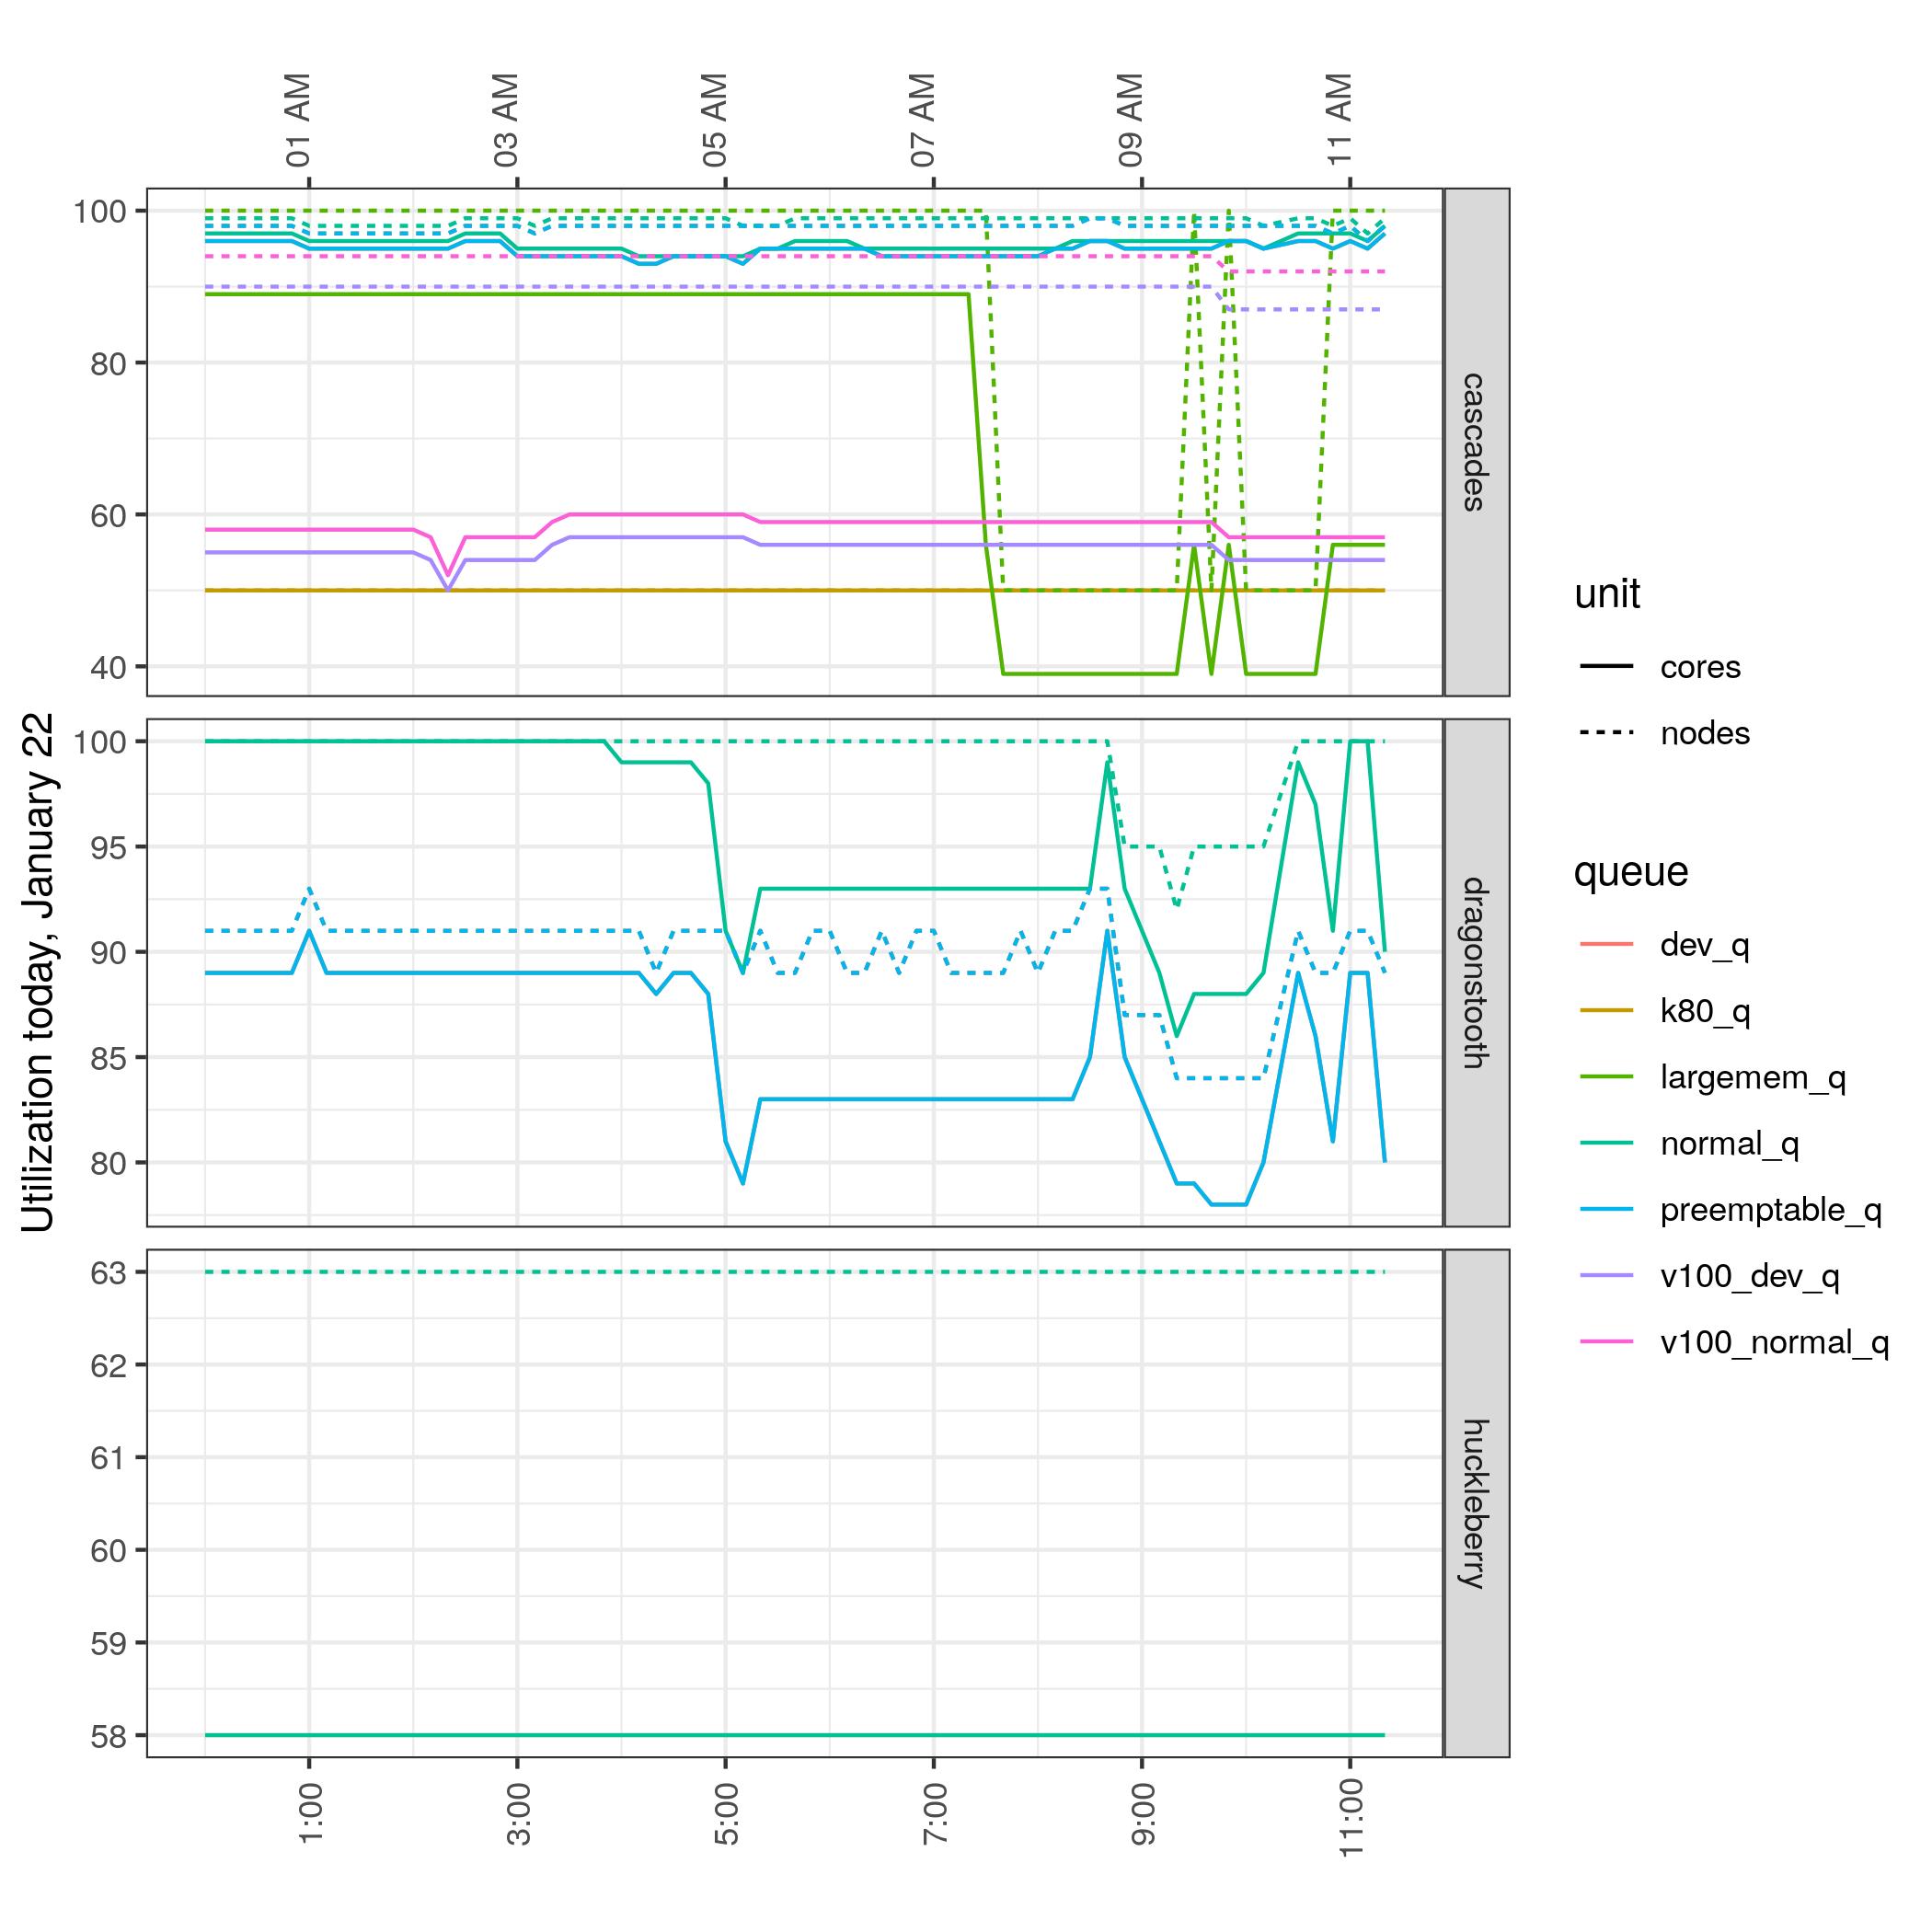 01 AM
03 AM
05 AM
07 AM
09 AM
11 AM
Utilization today, January 22
100
80
60
40
cascades
100
95
90
85
80
dragonstooth
63
62
61
60
59
58
huckleberry
1:00
3:00
5:00
7:00
9:00
11:00
unit
cores
nodes
queue
dev_q
k80_q
largemem_q
normal_q
preemptable_q
v100_dev_q
v100_normal_q